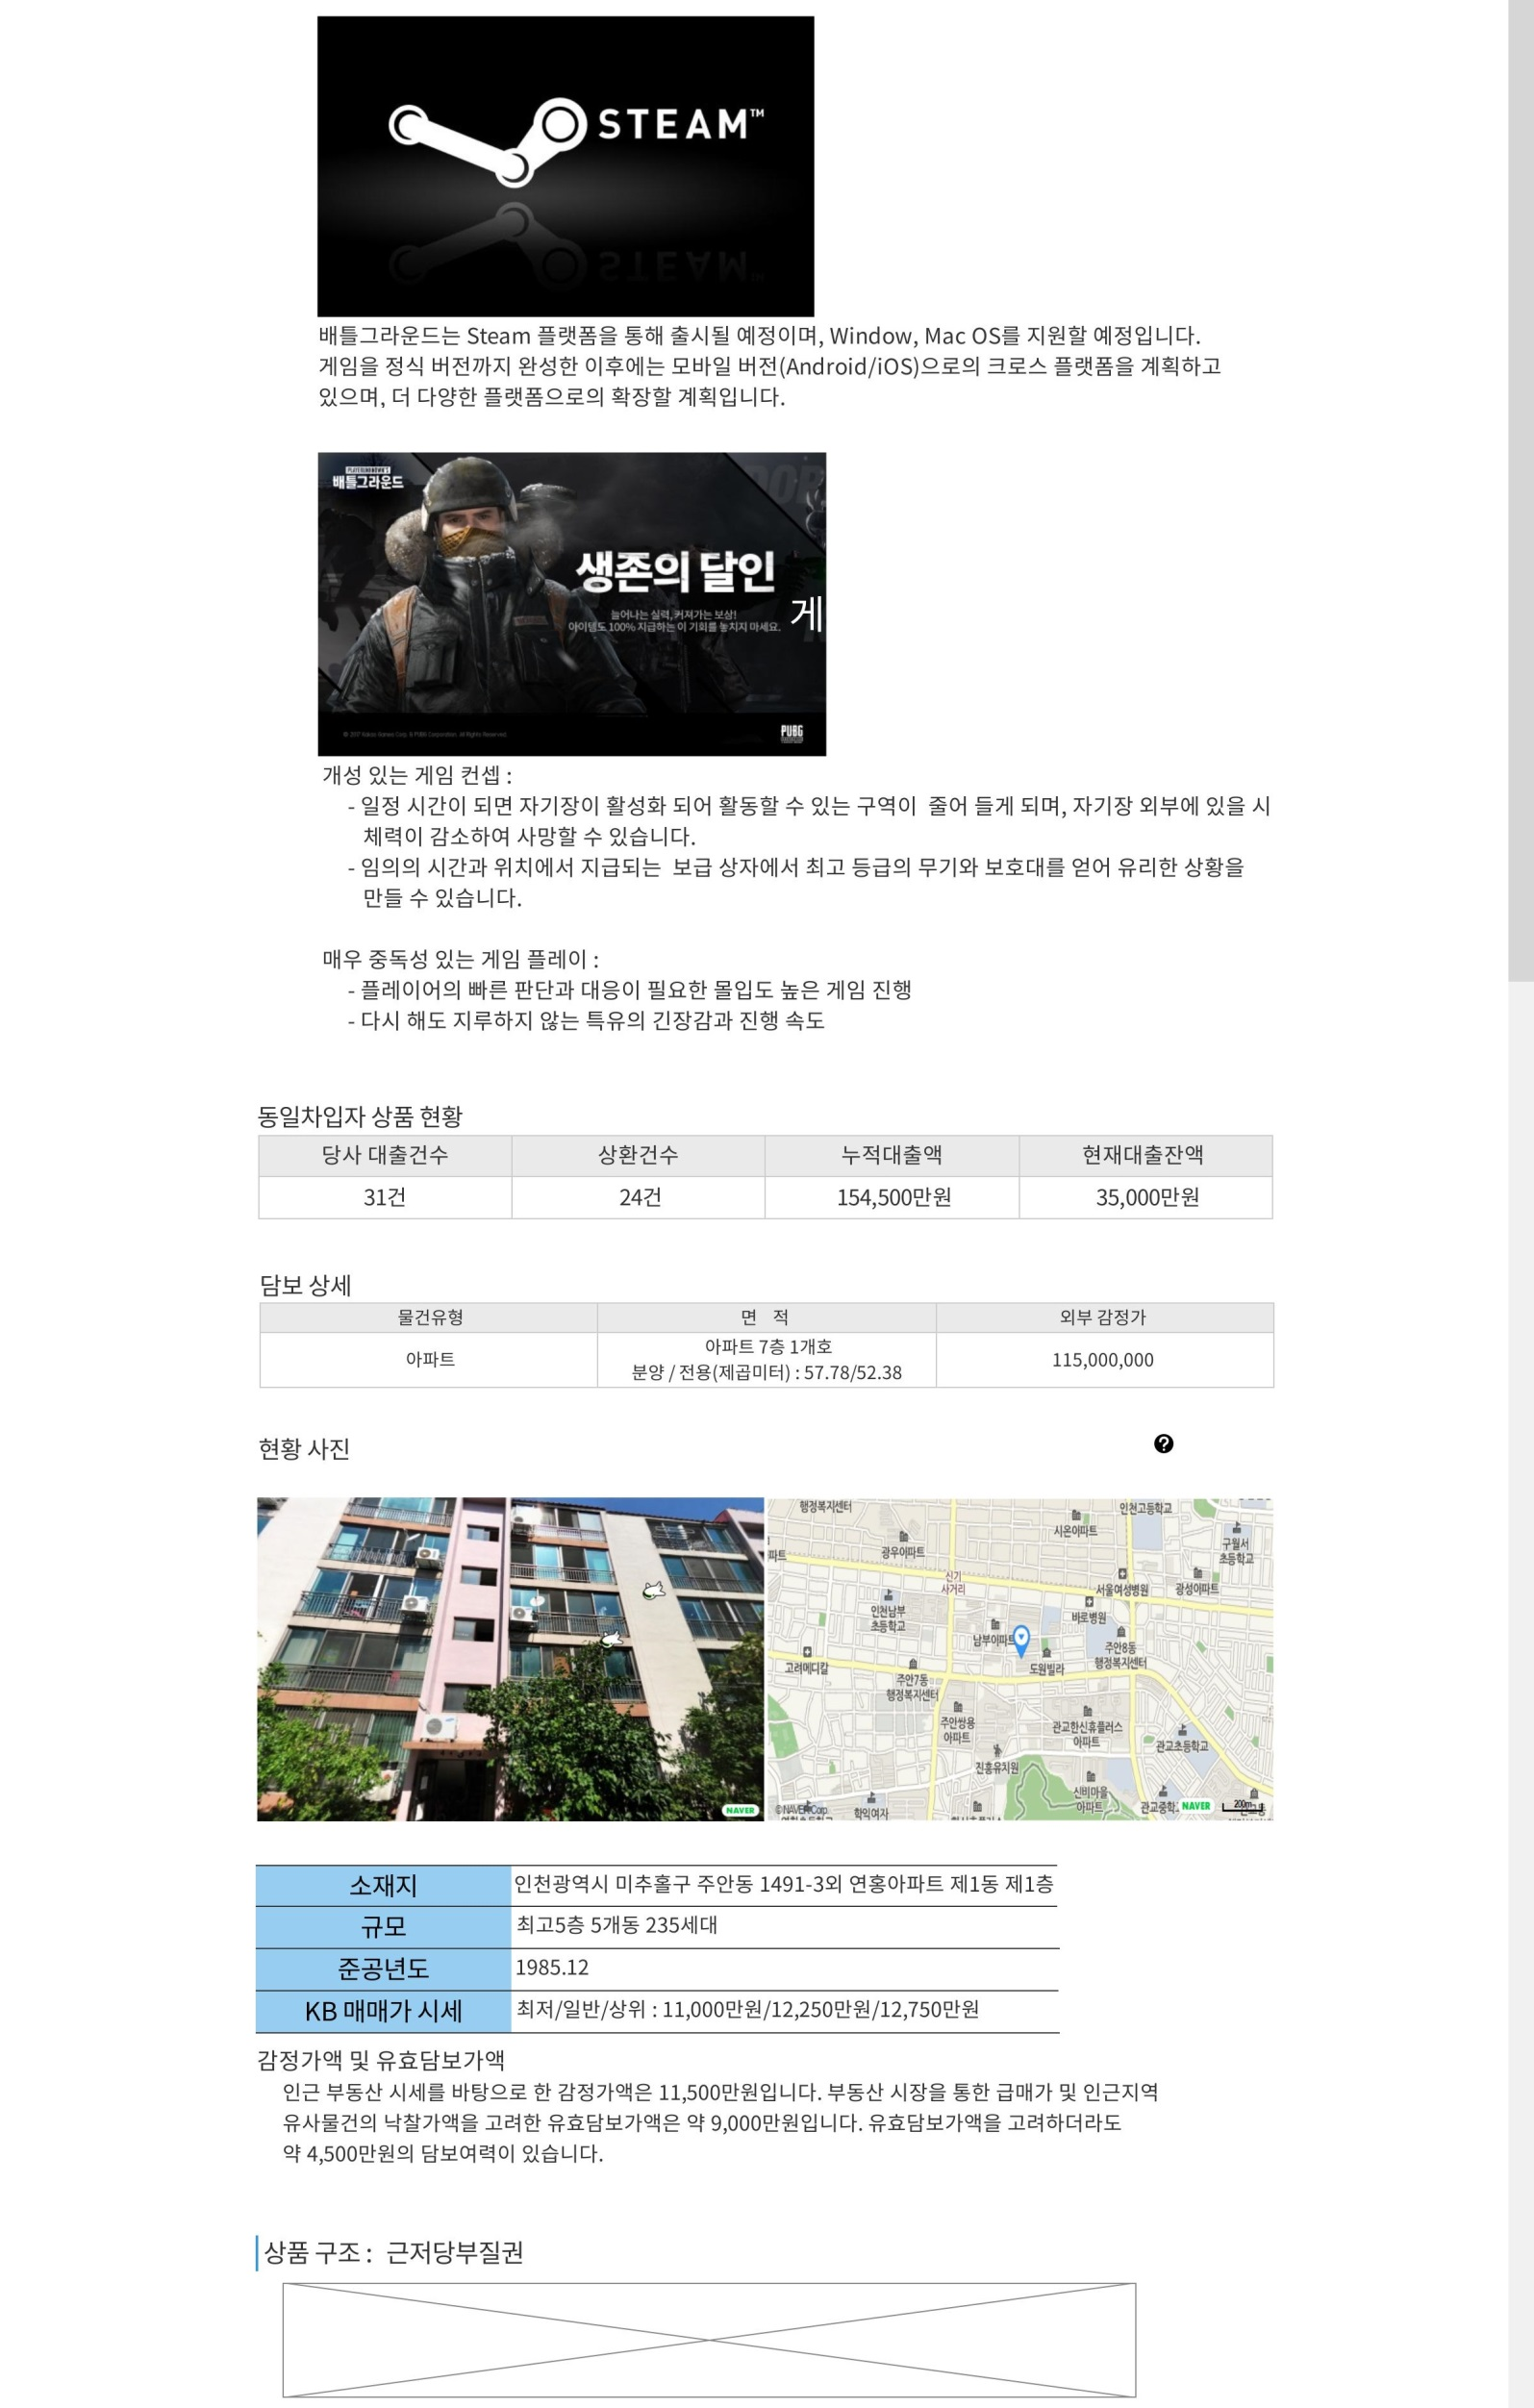 STEAM™
배틀그라운드는 Steam 플랫폼을 통해 출시될 예정이며, Window, Mac OS를 지원할 예정입니다.
게임을 정식 버전까지 완성한 이후에는 모바일 버전(Android/iOS)으로의 크로스 플랫폼을 계획하고
있으며, 더 다양한 플랫폼으로의 확장할 계획입니다.
PLAYERUNKNOWN'S
배틀그라운드
생존의 달인
게
늘어나는 실력, 커져가는 보상!
아이템도 100% 지급하는 이 기회를 놓치지 마세요.
© 2017 Kakao Games Corp. & PUBG Corporation. All Rights Reserved.
PUBG
개성 있는 게임 컨셉 :
- 일정 시간이 되면 자기장이 활성화 되어 활동할 수 있는 구역이 줄어 들게 되며, 자기장 외부에 있을 시
체력이 감소하여 사망할 수 있습니다.
- 임의의 시간과 위치에서 지급되는 보급 상자에서 최고 등급의 무기와 보호대를 얻어 유리한 상황을
만들 수 있습니다.
매우 중독성 있는 게임 플레이 :
- 플레이어의 빠른 판단과 대응이 필요한 몰입도 높은 게임 진행
- 다시 해도 지루하지 않는 특유의 긴장감과 진행 속도
동일차입자 상품 현황
당사 대출건수 상환건수 누적대출액 현재대출잔액
31건 24건 154,500만원 35,000만원
담보 상세
물건유형 면 적 외부 감정가
아파트 아파트 7층 1개호 115,000,000
분양 / 전용(제곱미터) : 57.78/52.38
현황 사진
?
NAVER
행정복지센터
인천고등학교
시온아파트
광우아파트
구월서
초등학교
파트
신기
사거리
서울여성병원
광성아파트
인천남부
초등학교
바로병원
남부아파트
주안8동
행정복지센터
고려메디칼
도원빌라
주안7동
행정복지센터
주안쌍용
아파트
관교한신휴플러스
아파트
관교초등학교
진흥유치원
신비마을
아파트
© NAVER Corp.
학익여자
관교중학
NAVER
200m
소재지 인천광역시 미추홀구 주안동 1491-3외 연홍아파트 제1동 제1층
규모 최고5층 5개동 235세대
준공년도 1985.12
KB 매매가 시세 최저/일반/상위 : 11,000만원/12,250만원/12,750만원
감정가액 및 유효담보가액
인근 부동산 시세를 바탕으로 한 감정가액은 11,500만원입니다. 부동산 시장을 통한 급매가 및 인근지역
유사물건의 낙찰가액을 고려한 유효담보가액은 약 9,000만원입니다. 유효담보가액을 고려하더라도
약 4,500만원의 담보여력이 있습니다.
상품 구조 : 근저당부질권